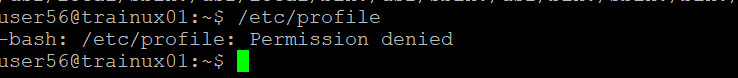 user56@trainux01:~$ /etc/profile
-bash: /etc/profile: Permission denied
user56@trainux01:~$